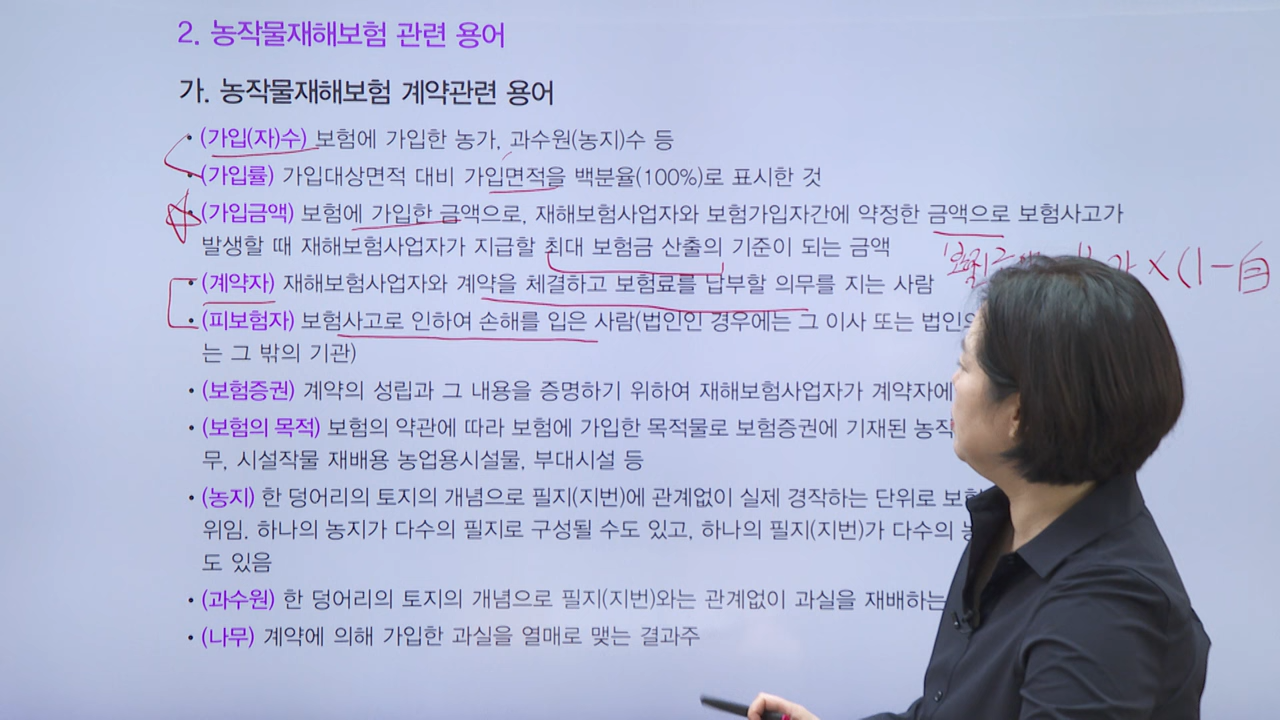 2. 농작물재해보험 관련 용어
가. 농작물재해보험 계약관련 용어
• (가입(자)수) 보험에 가입한 농가, 과수원(농지)수 등
• (가입률) 가입대상면적 대비 가입면적을 백분율(100%)로 표시한 것
• (가입금액) 보험에 가입한 금액으로, 재해보험사업자와 보험가입자간에 약정한 금액으로 보험사고가
발생할 때 재해보험사업자가 지급할 최대 보험금 산출의 기준이 되는 금액
×(1-自
• (계약자) 재해보험사업자와 계약을 체결하고 보험료를 납부할 의무를 지는 사람
• (피보험자) 보험사고로 인하여 손해를 입은 사람(법인인 경우에는 그 이사 또는 법인의
는 그 밖의 기관)
• (보험증권) 계약의 성립과 그 내용을 증명하기 위하여 재해보험사업자가 계약자에
• (보험의 목적) 보험의 약관에 따라 보험에 가입한 목적물로 보험증권에 기재된 농작
무, 시설작물 재배용 농업용시설물, 부대시설 등
• (농지) 한 덩어리의 토지의 개념으로 필지(지번)에 관계없이 실제 경작하는 단위로 보험
위임. 하나의 농지가 다수의 필지로 구성될 수도 있고, 하나의 필지(지번)가 다수의
도 있음
• (과수원) 한 덩어리의 토지의 개념으로 필지(지번)와는 관계없이 과실을 재배하는
• (나무) 계약에 의해 가입한 과실을 열매로 맺는 결과주